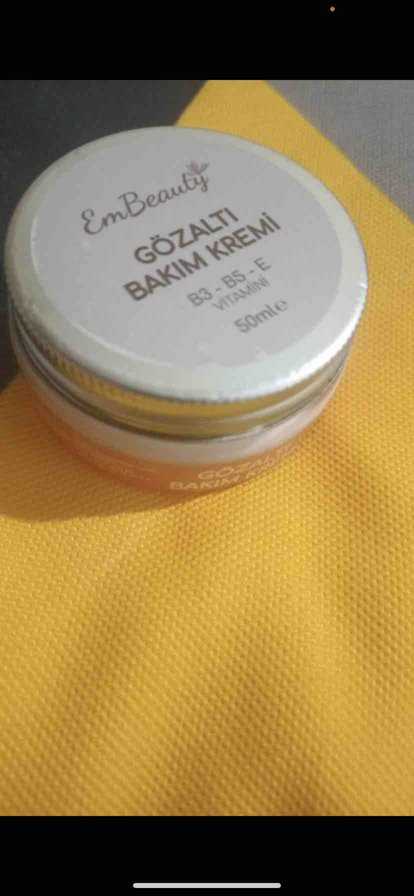 EmBeauty
GÖZALTI
BAKIM KREMİ
B3 - B5 - E
VİTAMİNİ
50ml℮
GÖZALTI
BAKIM